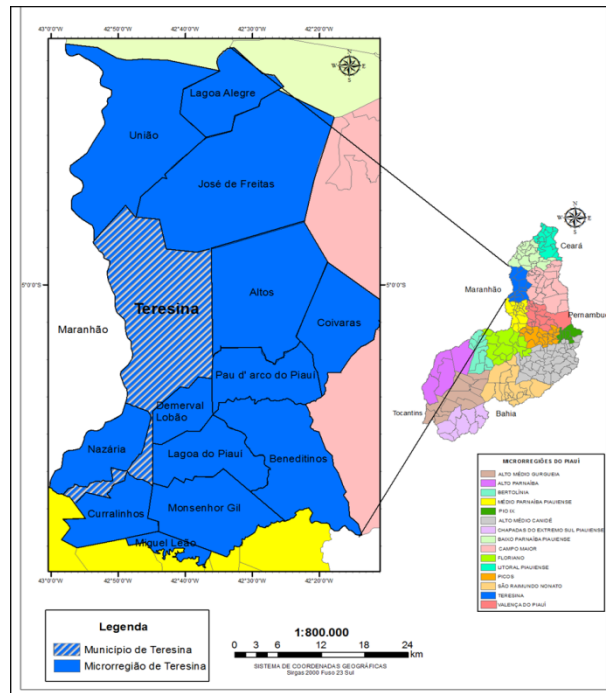 43°0'0"W 42°50'0"W 42°40'0"W 42°30'0"W 42°20'0"W
Lagoa Alegre
União
José de Freitas
5°0'0"S
Teresina
Altos
5°0'0"S
Maranhão
Coivaras
Pau d' arco do Piauí
Demerval
Lobão
Nazária
Lagoa do Piauí
Beneditinos
Curralinhos
Monsenhor Gil
Miguel Leão
43°0'0"W 42°50'0"W 42°40'0"W 42°30'0"W 42°20'0"W
N
W E
S
N
W E
S
Ceará
Maranhão
Pernambu
Tocantins
Bahia
MICRORREGIÕES DO PIAUÍ
ALTO MÉDIO GURGUEIA
ALTO PARNAÍBA
BERTOLÍNIA
MÉDIO PARNAÍBA PIAUIENSE
PIO IX
ALTO MÉDIO CANIDÉ
CHAPADAS DO EXTREMO SUL PIAUIENSE
BAIXO PARNAÍBA PIAUIENSE
CAMPO MAIOR
FLORIANO
LITORAL PIAUIENSE
PICOS
SÃO RAIMUNDO NONATO
TERESINA
VALENÇA DO PIAUÍ
Legenda
Município de Teresina
Microrregião de Teresina
1:800.000
0 3 6 12 18 24
km
SISTEMA DE COORDENADAS GEOGRÁFICAS
Sirgas 2000 Fuso 23 Sul